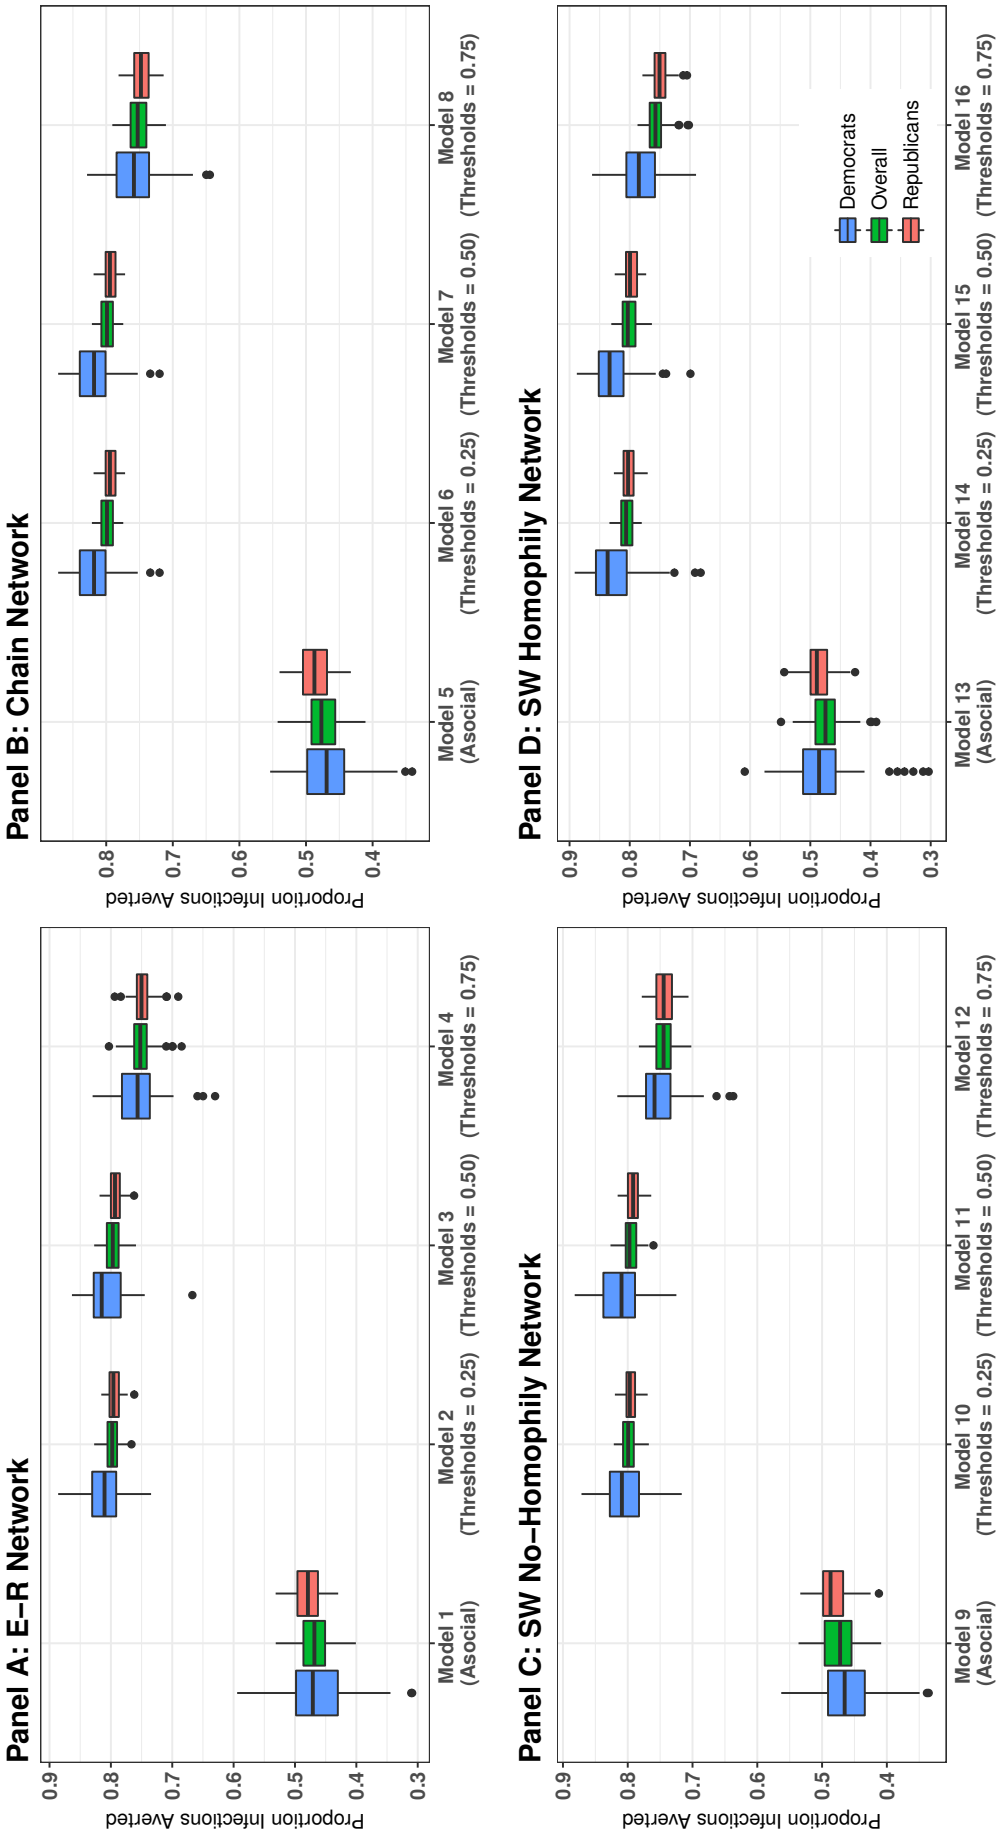 Panel A: E−R Network
Proportion Infections Averted
0.9
0.8
0.7
0.6
0.5
0.4
0.3
Model 1
(Asocial)
Model 2
(Thresholds = 0.25)
Model 3
(Thresholds = 0.50)
Model 4
(Thresholds = 0.75)
Panel B: Chain Network
Proportion Infections Averted
0.8
0.7
0.6
0.5
0.4
Model 5
(Asocial)
Model 6
(Thresholds = 0.25)
Model 7
(Thresholds = 0.50)
Model 8
(Thresholds = 0.75)
Panel C: SW No−Homophily Network
Proportion Infections Averted
0.9
0.8
0.7
0.6
0.5
0.4
Model 9
(Asocial)
Model 10
(Thresholds = 0.25)
Model 11
(Thresholds = 0.50)
Model 12
(Thresholds = 0.75)
Panel D: SW Homophily Network
Proportion Infections Averted
0.9
0.8
0.7
0.6
0.5
0.4
0.3
Model 13
(Asocial)
Model 14
(Thresholds = 0.25)
Model 15
(Thresholds = 0.50)
Model 16
(Thresholds = 0.75)
Democrats
Overall
Republicans